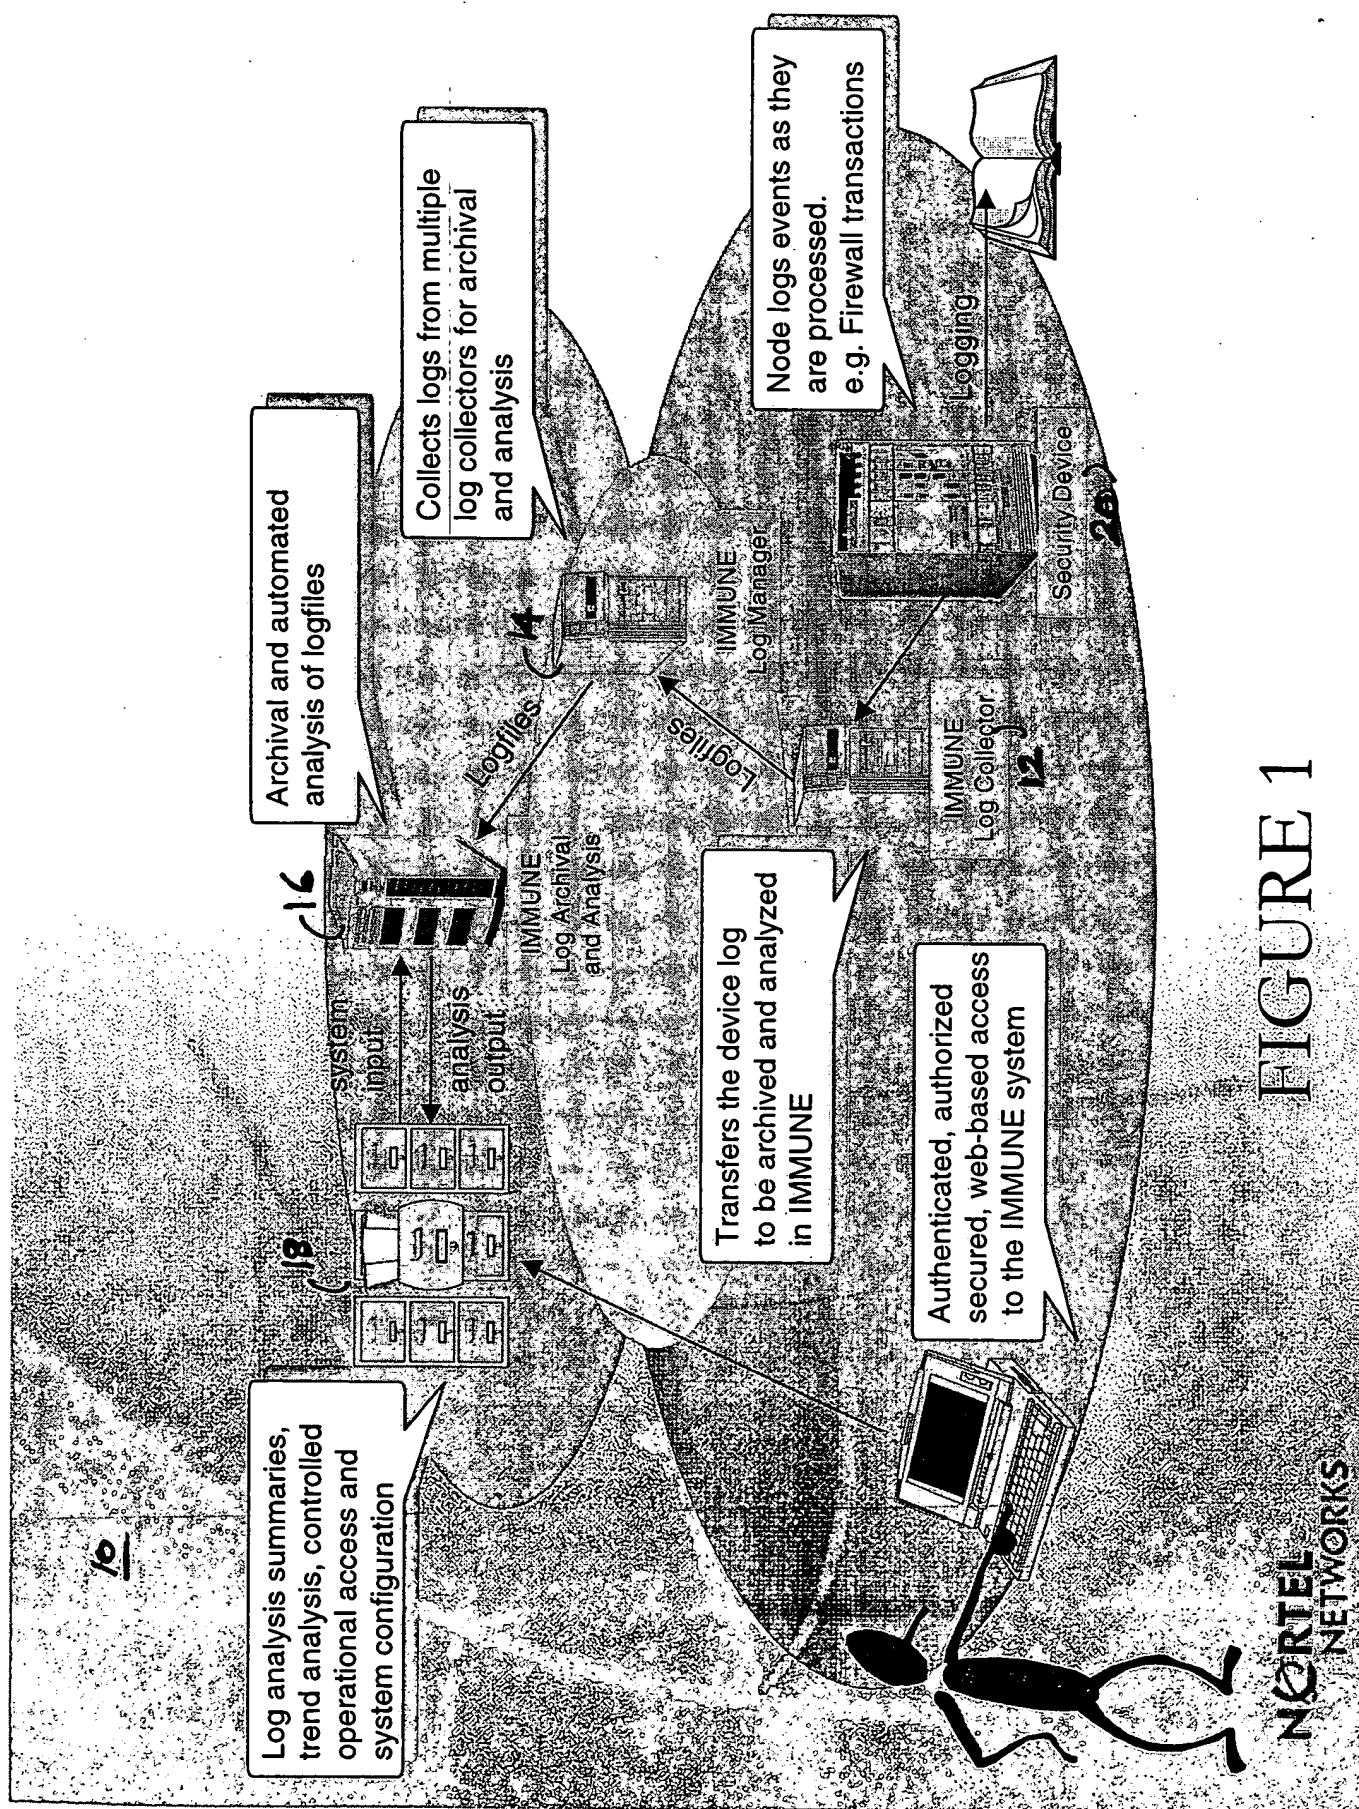 10
Log analysis summaries,
trend analysis, controlled
operational access and
system configuration
18
system
input
analysis
output
16
IMMUNE
Log Archival
and Analysis
Archival and automated
analysis of logfiles
Logfiles
14
IMMUNE
Log Manager
Collects logs from multiple
log collectors for archival
and analysis
Logfiles
Transfers the device log
to be archived and analyzed
in IMMUNE
IMMUNE
Log Collector
12
Node logs events as they
are processed.
e.g. Firewall transactions
Logging
Security Device
20
Authenticated, authorized
secured, web-based access
to the IMMUNE system
NORTEL
NETWORKS
FIGURE 1